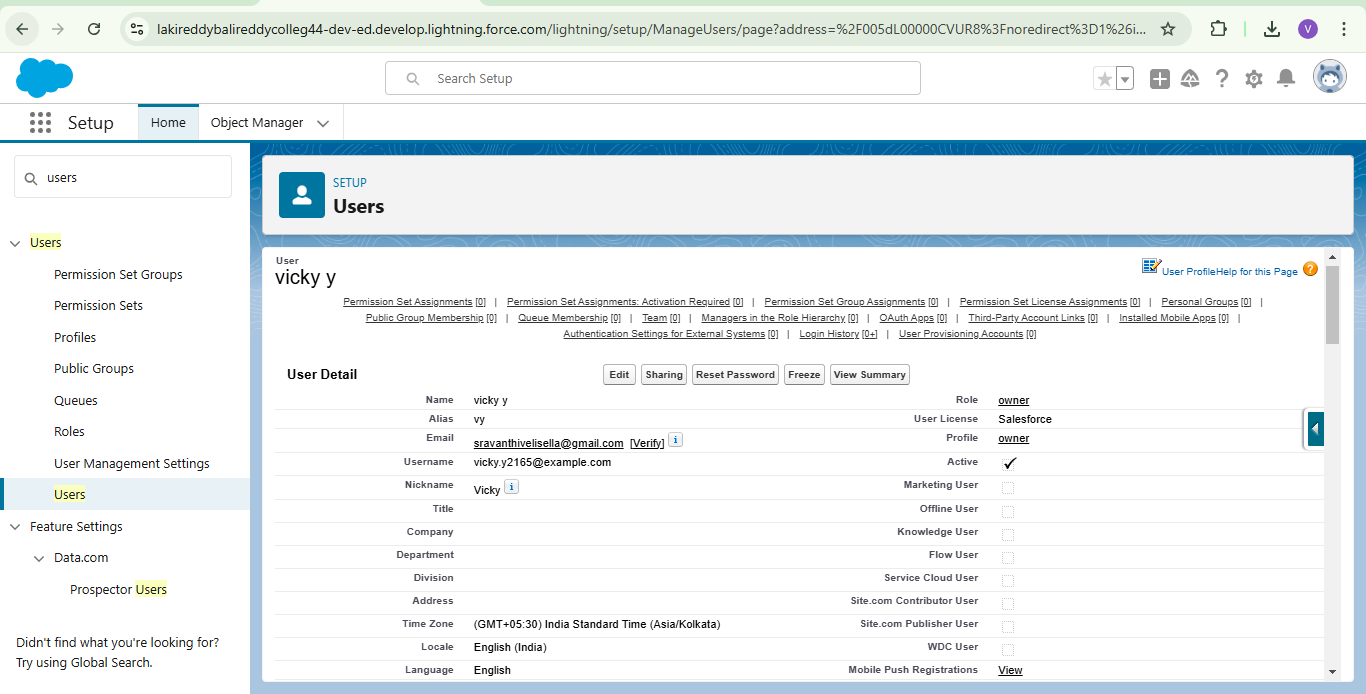 lakireddybalireddycolleg44-dev-ed.develop.lightning.force.com/lightning/setup/ManageUsers/page?address=%2F005dL00000CVUR8%3Fnoredirect%3D1%26i...
V
Search Setup
Setup
Home
Object Manager
users
Users
Permission Set Groups
Permission Sets
Profiles
Public Groups
Queues
Roles
User Management Settings
Users
Feature Settings
Data.com
Prospector Users
Didn't find what you're looking for?
Try using Global Search.
SETUP
Users
User
vicky y
User Profile Help for this Page ?
Permission Set Assignments [0] | Permission Set Assignments: Activation Required [0] | Permission Set Group Assignments [0] | Permission Set License Assignments [0] | Personal Groups [0] |
Public Group Membership [0] | Queue Membership [0] | Team [0] | Managers in the Role Hierarchy [0] | OAuth Apps [0] | Third-Party Account Links [0] | Installed Mobile Apps [0] |
Authentication Settings for External Systems [0] | Login History [0+] | User Provisioning Accounts [0]
User Detail
Edit Sharing Reset Password Freeze View Summary
Name vicky y Role owner
Alias vy User License Salesforce
Email sravanthivelisella@gmail.com [Verify] i Profile owner
Username vicky.y2165@example.com Active
Nickname Vicky i Marketing User
Title Offline User
Company Knowledge User
Department Flow User
Division Service Cloud User
Address Site.com Contributor User
Time Zone (GMT+05:30) India Standard Time (Asia/Kolkata) Site.com Publisher User
Locale English (India) WDC User
Language English Mobile Push Registrations View